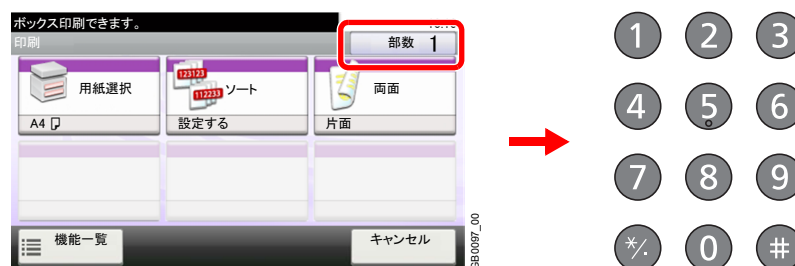 ボックス印刷できます。
印刷
部数 1
123123
112233
用紙選択
ソート
両面
A4
設定する
片面
機能一覧
キャンセル
GB0097_00
1 2 3
4 5 6
7 8 9
*/. 0 #